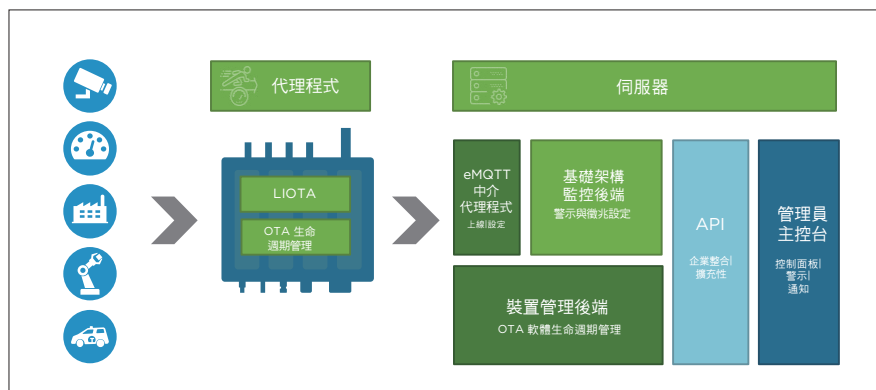 代理程式
伺服器
LIOTA
OTA 生命
週期管理
eMQTT
中介
代理程式
上線|設定
基礎架構
監控後端
警示與徵兆設定
裝置管理後端
OTA 軟體生命週期管理
API
企業整合|
擴充性
管理員
主控台
控制面板|
警示|
通知